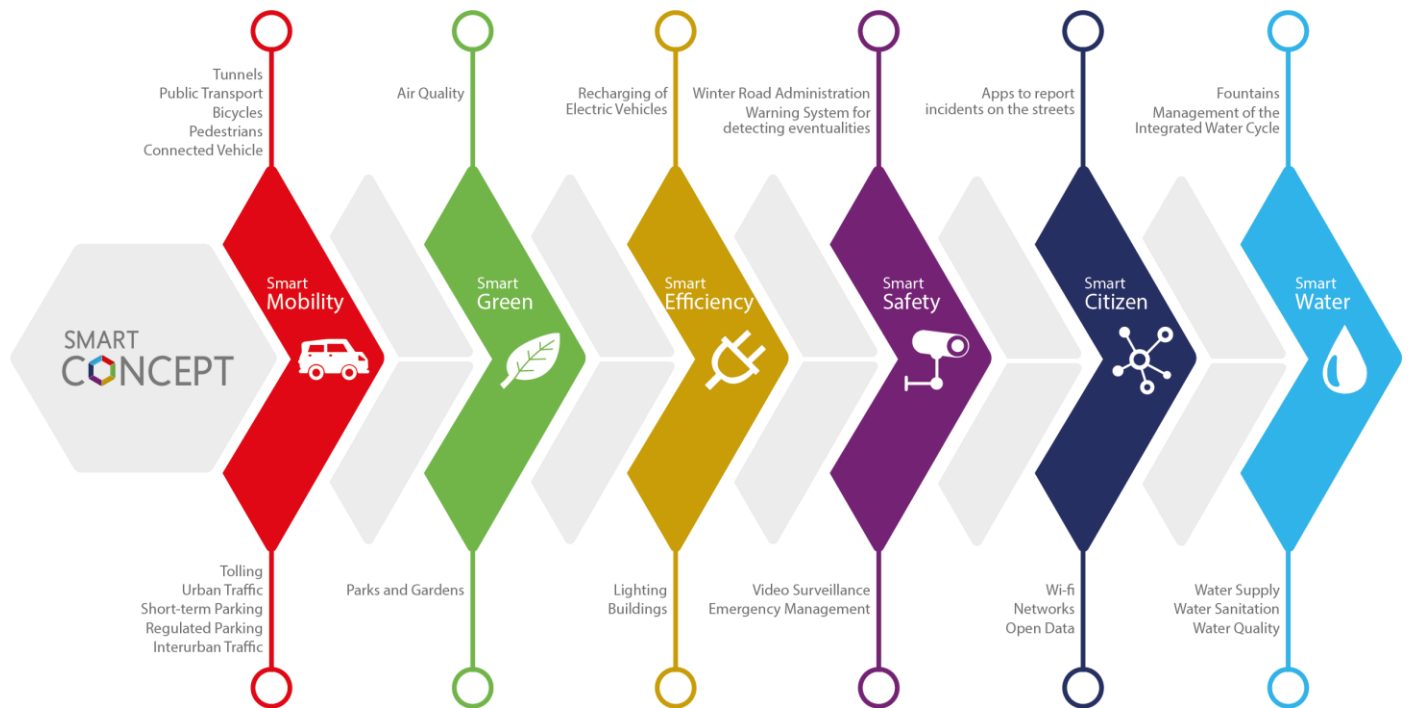 SMART
CONCEPT
Tunnels
Public Transport
Bicycles
Pedestrians
Connected Vehicle
Smart
Mobility
Tolling
Urban Traffic
Short-term Parking
Regulated Parking
Interurban Traffic
Air Quality
Smart
Green
Parks and Gardens
Recharging of
Electric Vehicles
Smart
Efficiency
Lighting
Buildings
Winter Road Administration
Warning System for
detecting eventualities
Smart
Safety
Video Surveillance
Emergency Management
Apps to report
incidents on the streets
Smart
Citizen
Wi-fi
Networks
Open Data
Fountains
Management of the
Integrated Water Cycle
Smart
Water
Water Supply
Water Sanitation
Water Quality